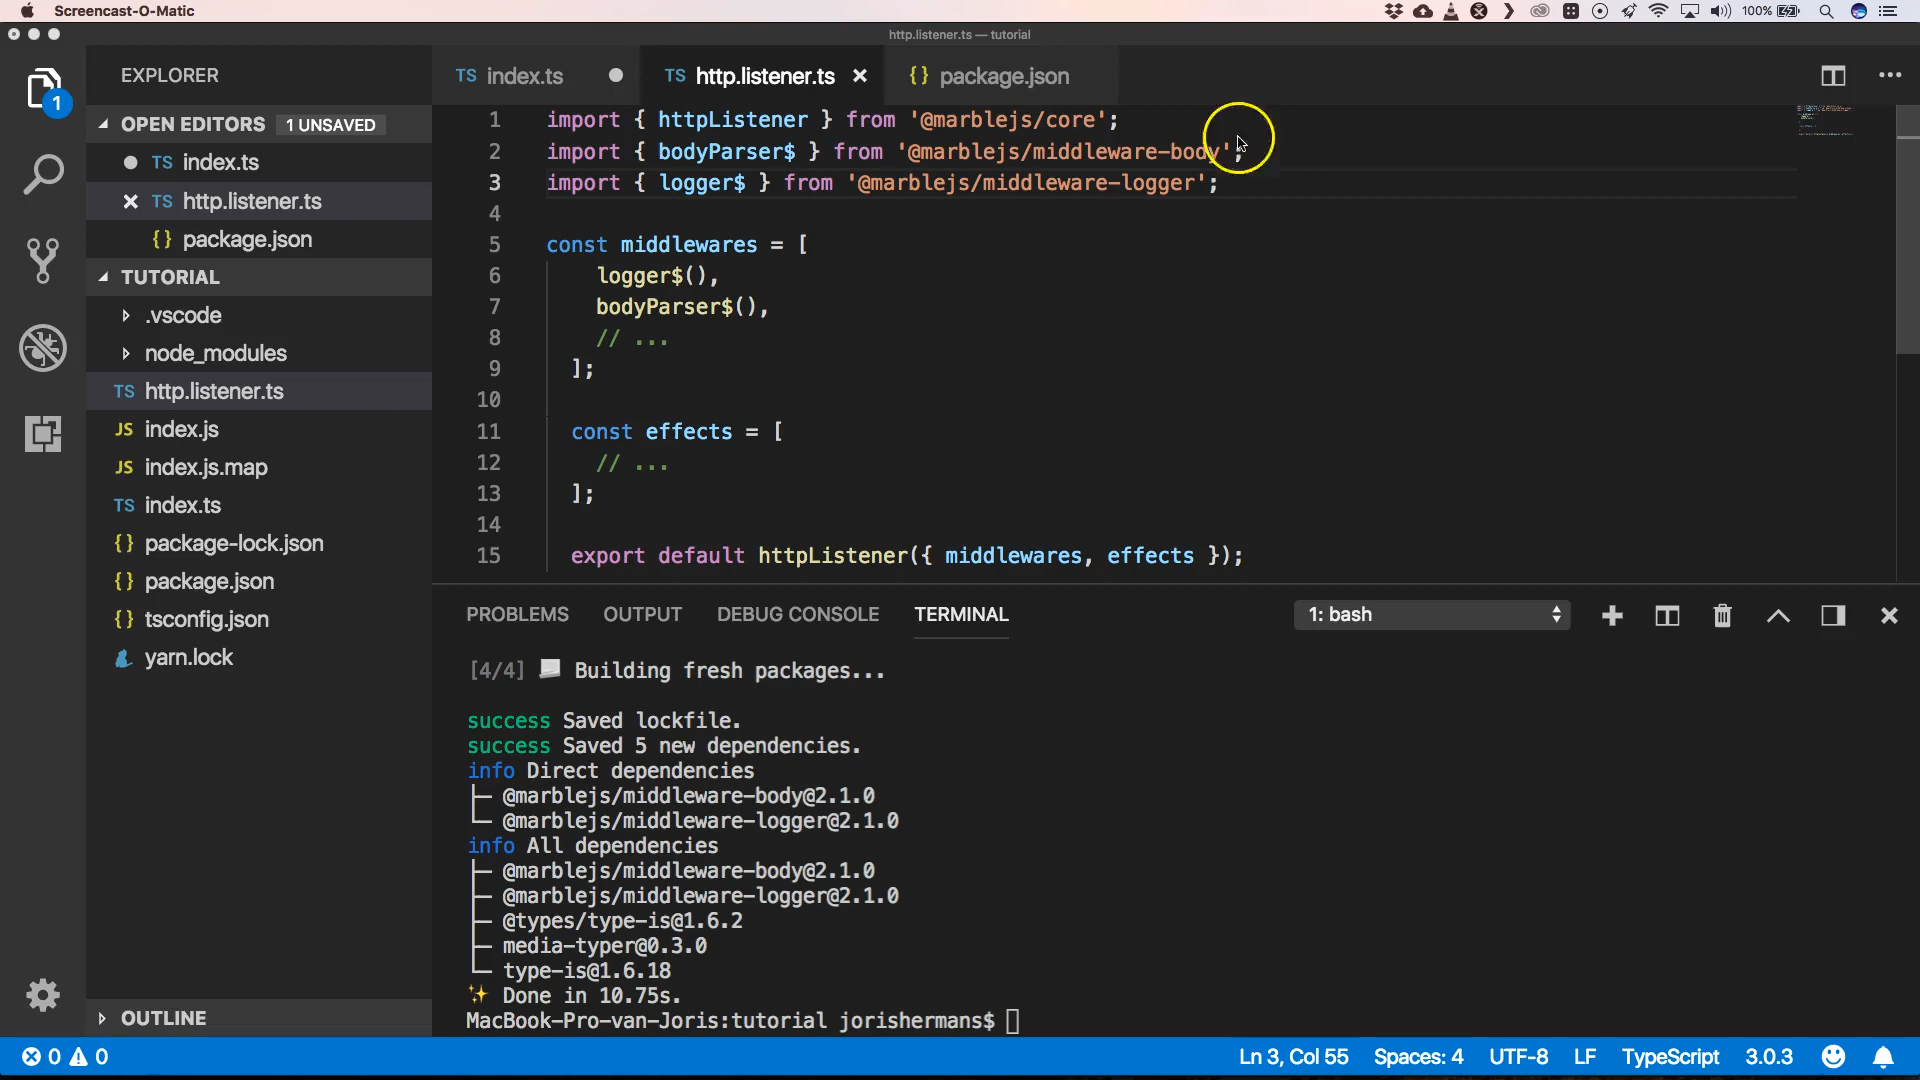 Screencast-O-Matic
100%
http.listener.ts — tutorial
EXPLORER
OPEN EDITORS 1 UNSAVED
TS index.ts
TS http.listener.ts
{} package.json
TUTORIAL
.vscode
node_modules
TS http.listener.ts
JS index.js
JS index.js.map
TS index.ts
{} package-lock.json
{} package.json
{} tsconfig.json
yarn.lock
OUTLINE
1
TS index.ts
TS http.listener.ts
{} package.json
1 import { httpListener } from '@marblejs/core';
2 import { bodyParser$ } from '@marblejs/middleware-body';
3 import { logger$ } from '@marblejs/middleware-logger';
4
5 const middlewares = [
6 logger$(),
7 bodyParser$(),
8 // ...
9 ];
10
11 const effects = [
12 // ...
13 ];
14
15 export default httpListener({ middlewares, effects });
PROBLEMS OUTPUT DEBUG CONSOLE TERMINAL 1: bash
[4/4] Building fresh packages...
success Saved lockfile.
success Saved 5 new dependencies.
info Direct dependencies
├─ @marblejs/middleware-body@2.1.0
└─ @marblejs/middleware-logger@2.1.0
info All dependencies
├─ @marblejs/middleware-body@2.1.0
├─ @marblejs/middleware-logger@2.1.0
├─ @types/type-is@1.6.2
├─ media-typer@0.3.0
└─ type-is@1.6.18
✨ Done in 10.75s.
MacBook-Pro-van-Joris:tutorial jorishermans$
0 0 Ln 3, Col 55 Spaces: 4 UTF-8 LF TypeScript 3.0.3